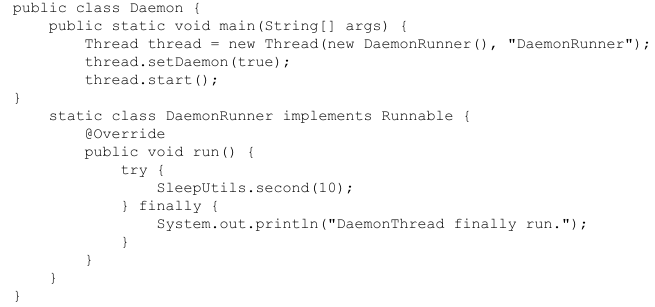 public class Daemon {
    public static void main(String[] args) {
        Thread thread = new Thread(new DaemonRunner(), "DaemonRunner");
        thread.setDaemon(true);
        thread.start();
}
    static class DaemonRunner implements Runnable {
        @Override
        public void run() {
            try {
                SleepUtils.second(10);
            } finally {
                System.out.println("DaemonThread finally run.");
            }
        }
    }
}